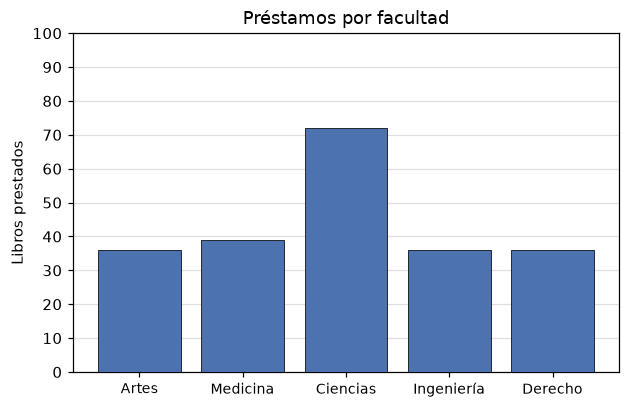 Préstamos por facultad
Libros prestados
100
90
80
70
60
50
40
30
20
10
0
Artes
Medicina
Ciencias
Ingeniería
Derecho